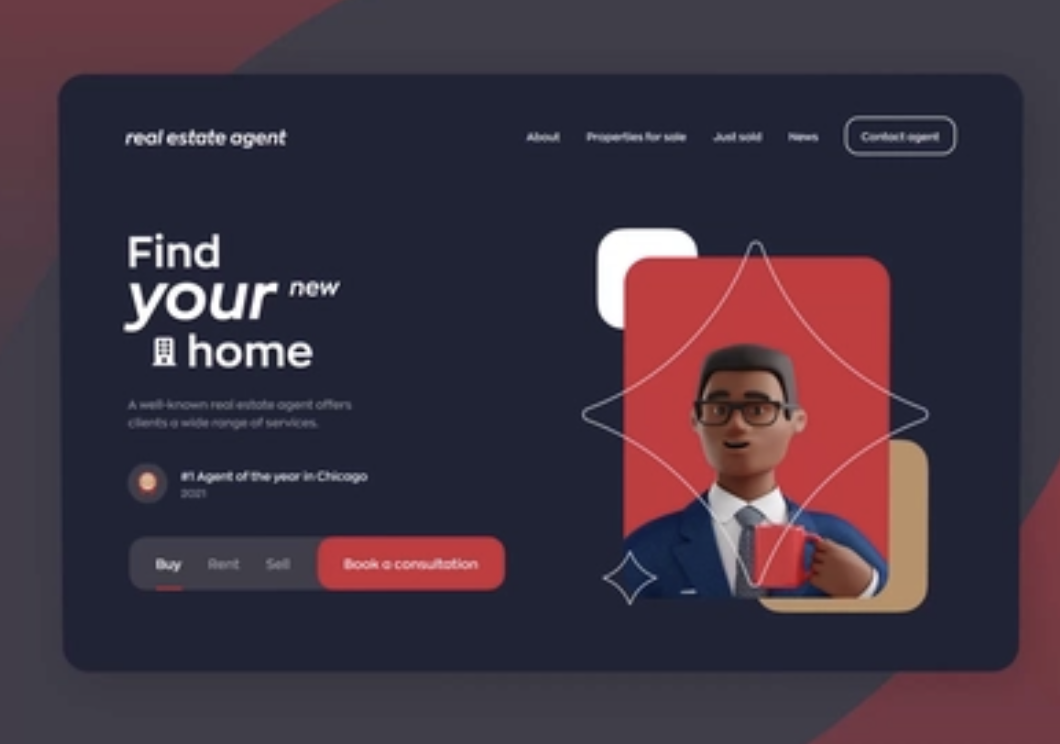 real estate agent
About Properties for sale Just sold News Contact agent
Find
your new
home
A well-known real estate agent offers
clients a wide range of services.
#1 Agent of the year in Chicago
2021
Buy Rent Sell Book a consultation